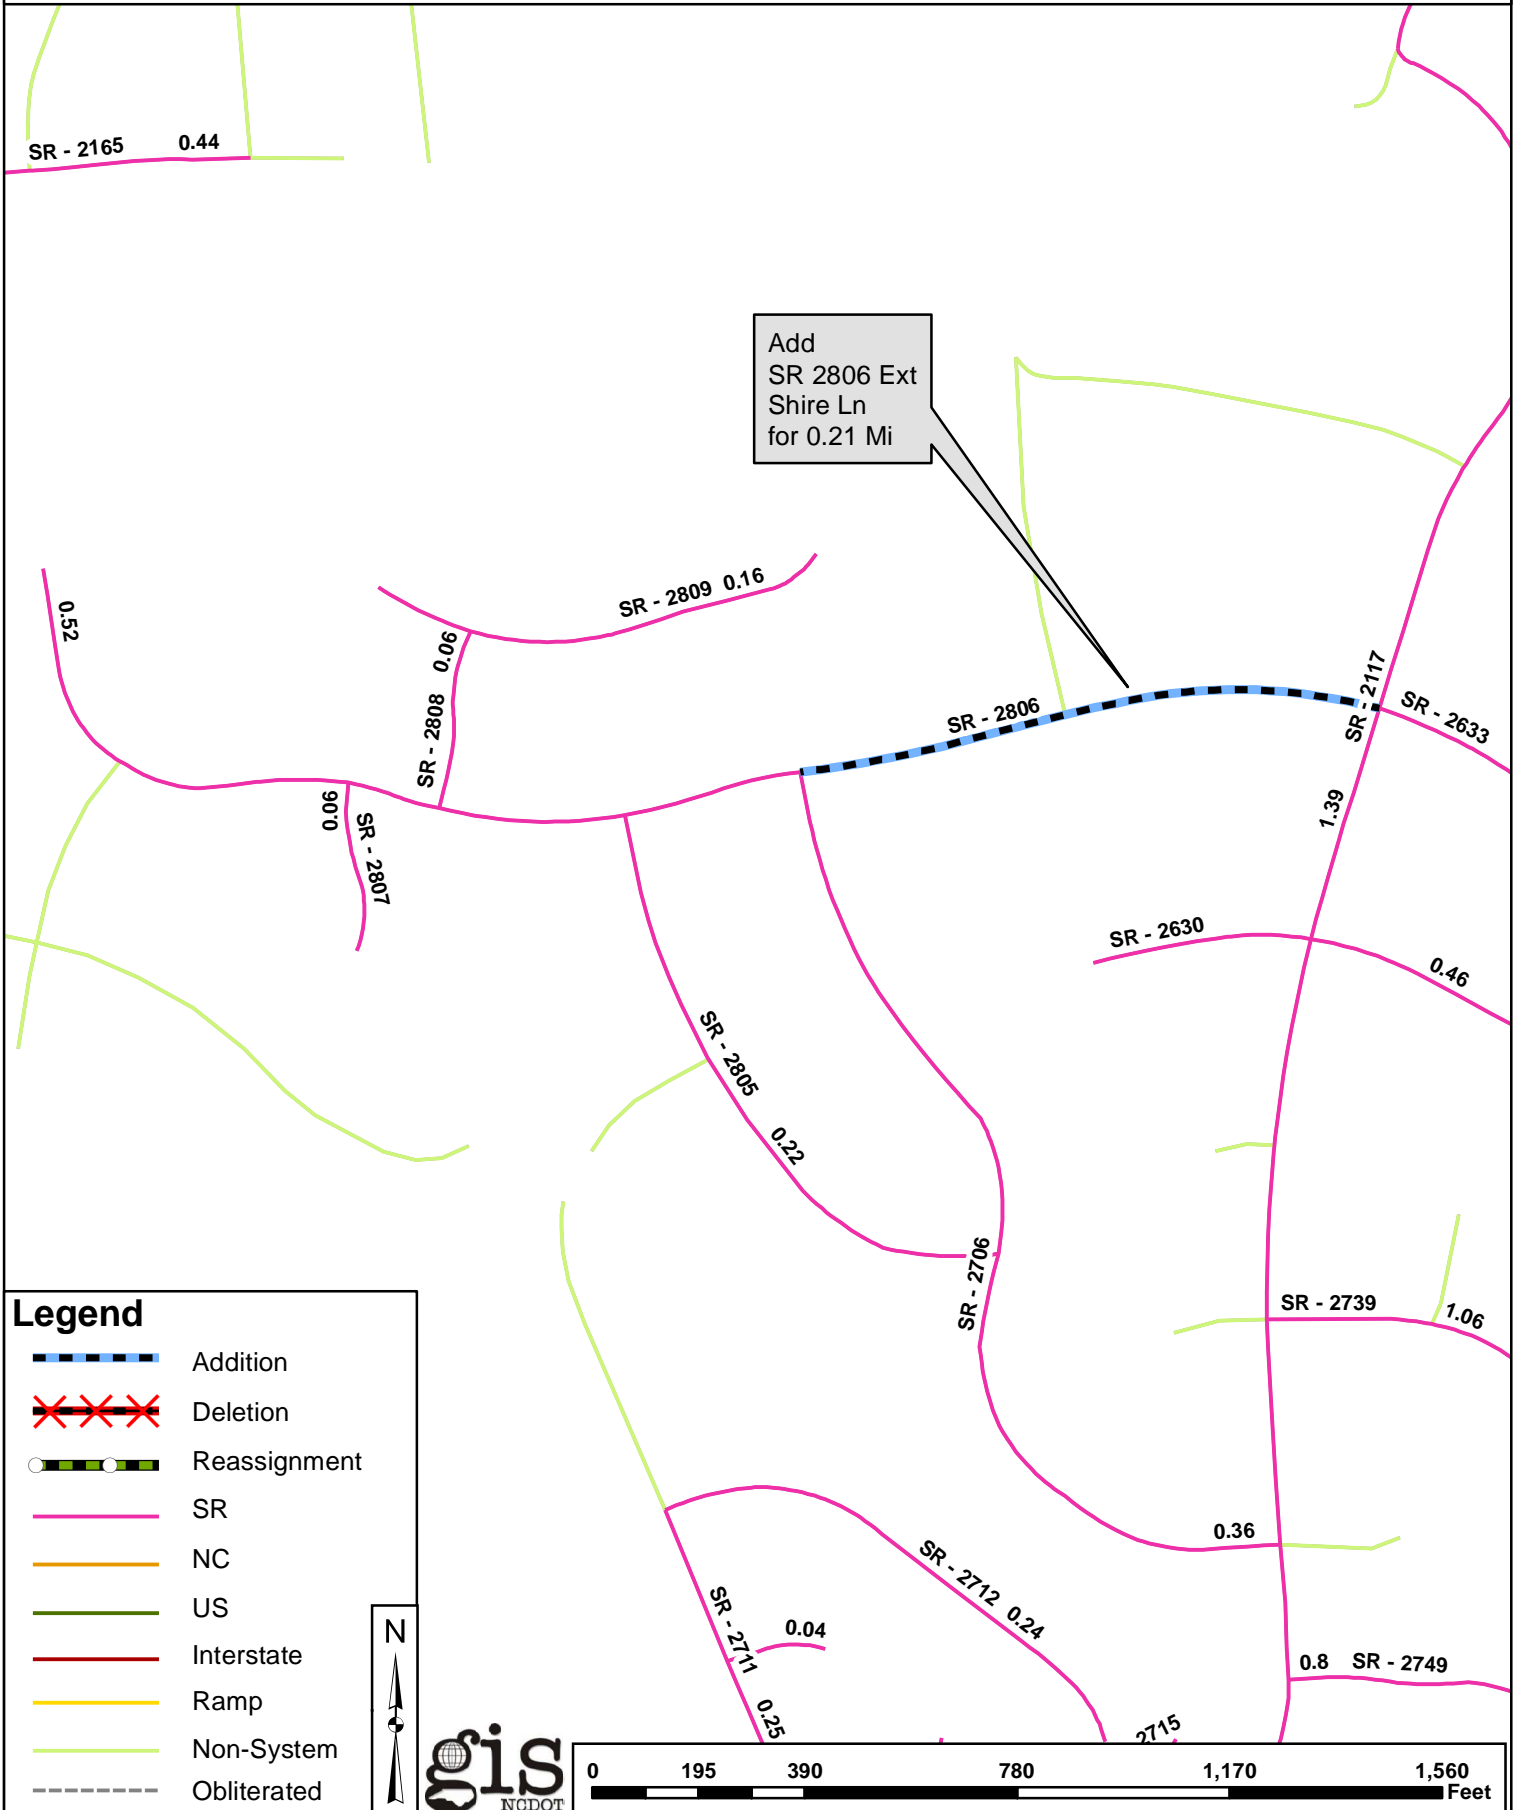 SR - 2165 0.44
Add
SR 2806 Ext
Shire Ln
for 0.21 Mi
0.52
SR - 2809 0.16
0.06
SR - 2808
SR - 2806
SR - 2117
SR - 2633
0.06
SR - 2807
1.39
SR - 2630
0.46
SR - 2805
0.22
SR - 2706
SR - 2739
1.06
0.36
SR - 2712 0.24
SR - 2711
0.04
0.25
0.8 SR - 2749
2715
Legend
Addition
Deletion
Reassignment
SR
NC
US
Interstate
Ramp
Non-System
Obliterated
N
gis
NCDOT
0 195 390 780 1,170 1,560
Feet